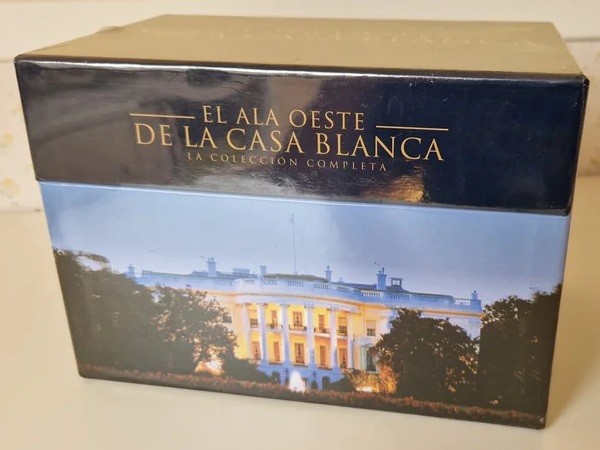 EL ALA OESTE
DE LA CASA BLANCA
LA COLECCIÓN COMPLETA